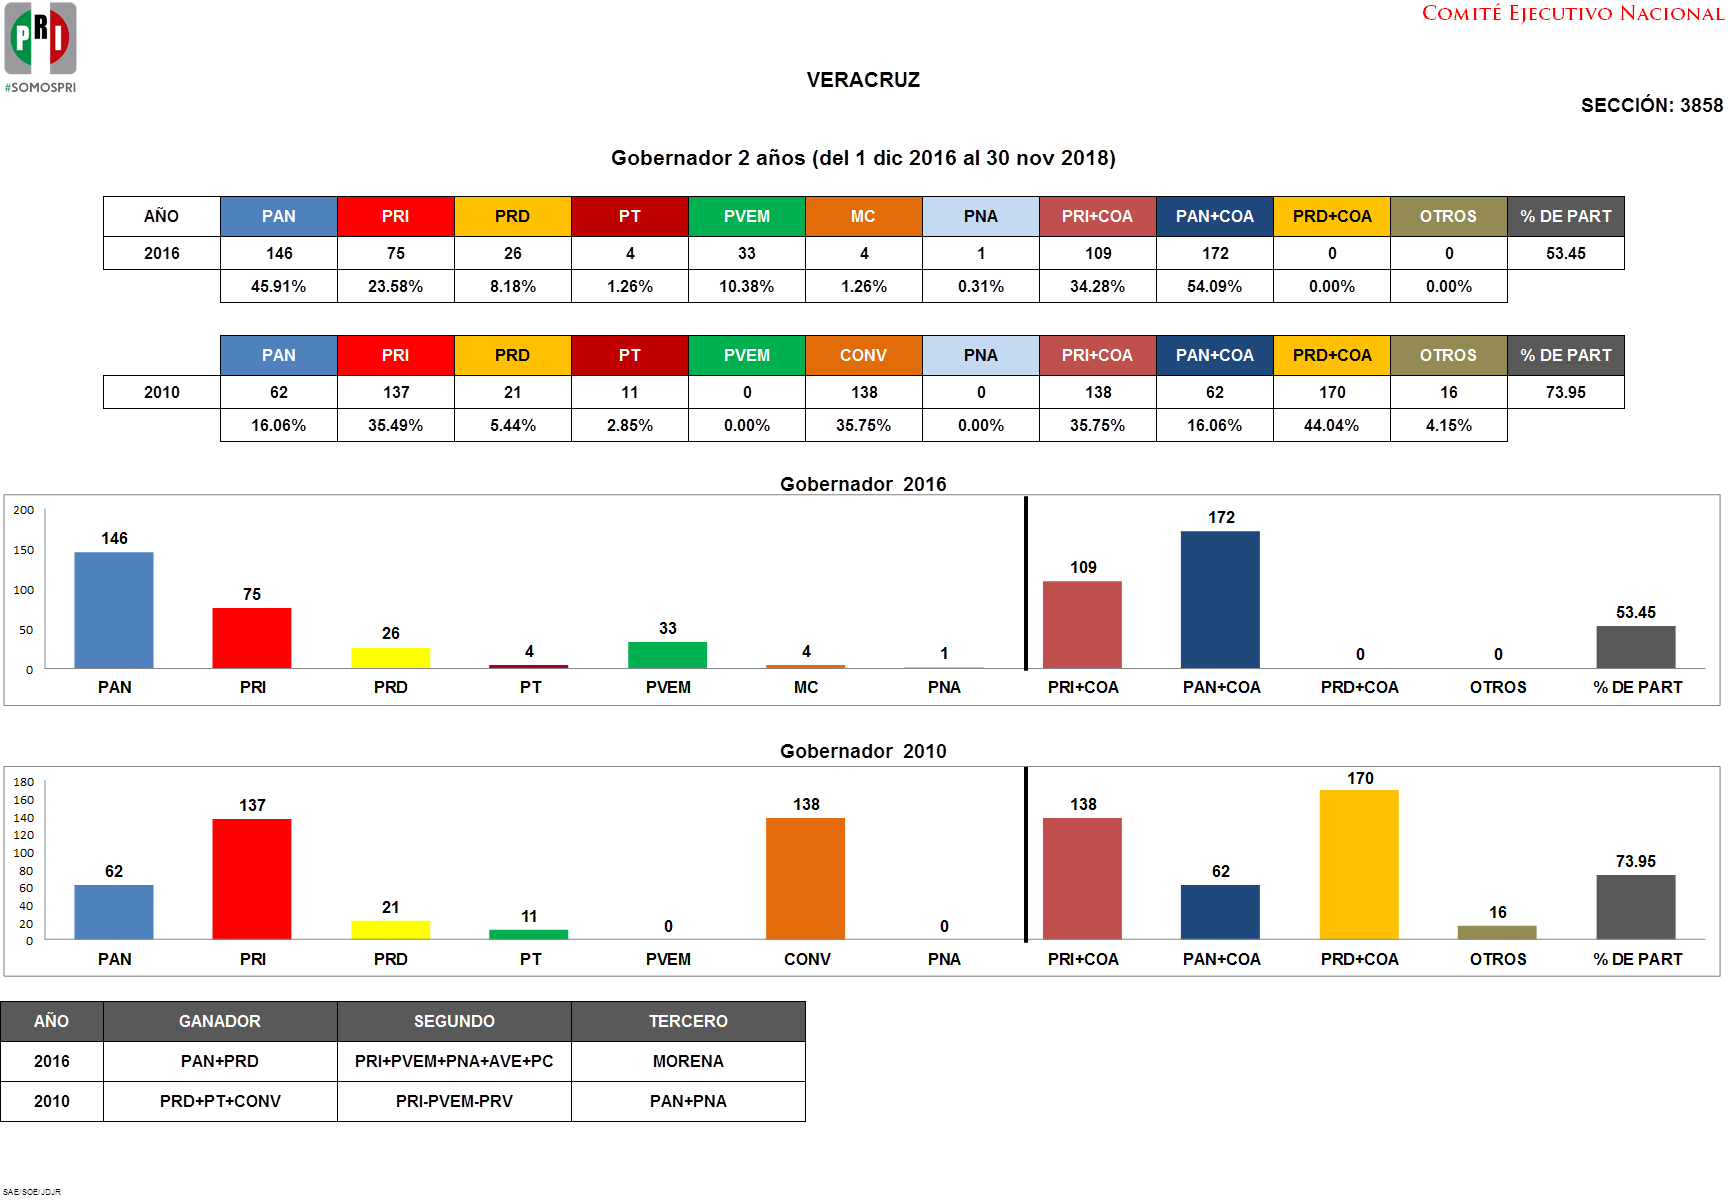 COMITÉ EJECUTIVO NACIONAL
PRI
#SOMOSPRI
VERACRUZ
SECCIÓN: 3858
Gobernador 2 años (del 1 dic 2016 al 30 nov 2018)
AÑO PAN PRI PRD PT PVEM MC PNA PRI+COA PAN+COA PRD+COA OTROS % DE PART
2016 146 75 26 4 33 4 1 109 172 0 0 53.45
45.91% 23.58% 8.18% 1.26% 10.38% 1.26% 0.31% 34.28% 54.09% 0.00% 0.00%
PAN PRI PRD PT PVEM CONV PNA PRI+COA PAN+COA PRD+COA OTROS % DE PART
2010 62 137 21 11 0 138 0 138 62 170 16 73.95
16.06% 35.49% 5.44% 2.85% 0.00% 35.75% 0.00% 35.75% 16.06% 44.04% 4.15%
Gobernador 2016
200
150
100
50
0
146 75 26 4 33 4 1 109 172 0 0 53.45
PAN PRI PRD PT PVEM MC PNA PRI+COA PAN+COA PRD+COA OTROS % DE PART
Gobernador 2010
180
160
140
120
100
80
60
40
20
0
62 137 21 11 0 138 0 138 62 170 16 73.95
PAN PRI PRD PT PVEM CONV PNA PRI+COA PAN+COA PRD+COA OTROS % DE PART
AÑO GANADOR SEGUNDO TERCERO
2016 PAN+PRD PRI+PVEM+PNA+AVE+PC MORENA
2010 PRD+PT+CONV PRI-PVEM-PRV PAN+PNA
SAE/SOE/JDJR